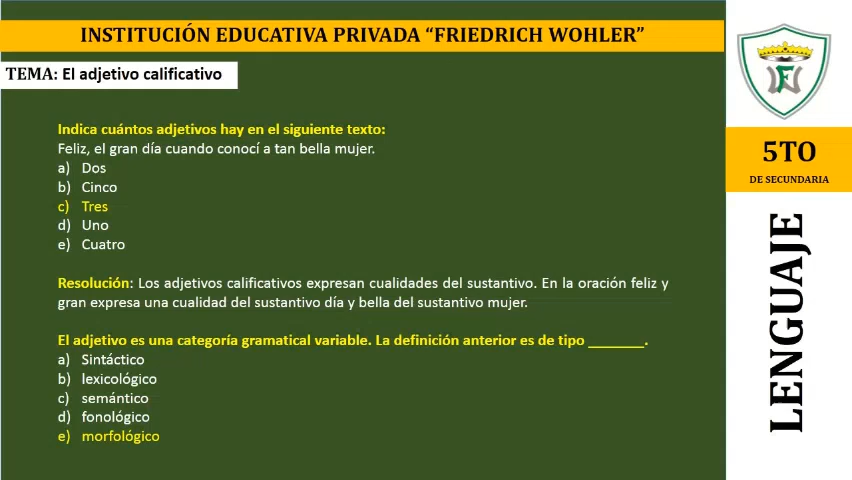 INSTITUCIÓN EDUCATIVA PRIVADA “FRIEDRICH WOHLER”
TEMA: El adjetivo calificativo
Indica cuántos adjetivos hay en el siguiente texto:
Feliz, el gran día cuando conocí a tan bella mujer.
a) Dos
b) Cinco
c) Tres
d) Uno
e) Cuatro
Resolución: Los adjetivos calificativos expresan cualidades del sustantivo. En la oración feliz y
gran expresa una cualidad del sustantivo día y bella del sustantivo mujer.
El adjetivo es una categoría gramatical variable. La definición anterior es de tipo _______.
a) Sintáctico
b) lexicológico
c) semántico
d) fonológico
e) morfológico
5TO
DE SECUNDARIA
LENGUAJE